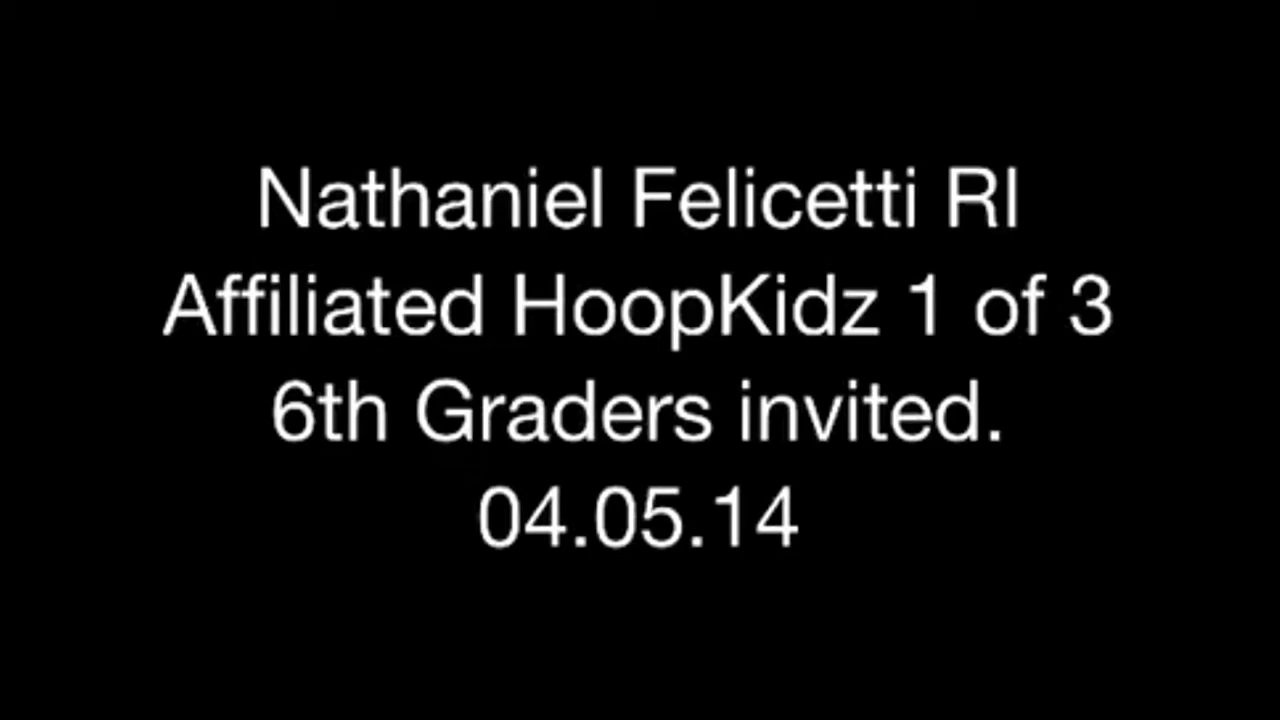 Nathaniel Felicetti RI
Affiliated HoopKidz 1 of 3
6th Graders invited.
04.05.14